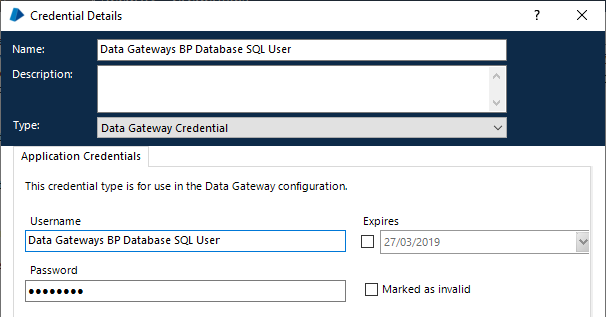 Credential Details
?
Name:
Data Gateways BP Database SQL User
Description:
Type:
Data Gateway Credential
Application Credentials
This credential type is for use in the Data Gateway configuration.
Username
Expires
Data Gateways BP Database SQL User
27/03/2019
Password
●●●●●●●●
Marked as invalid